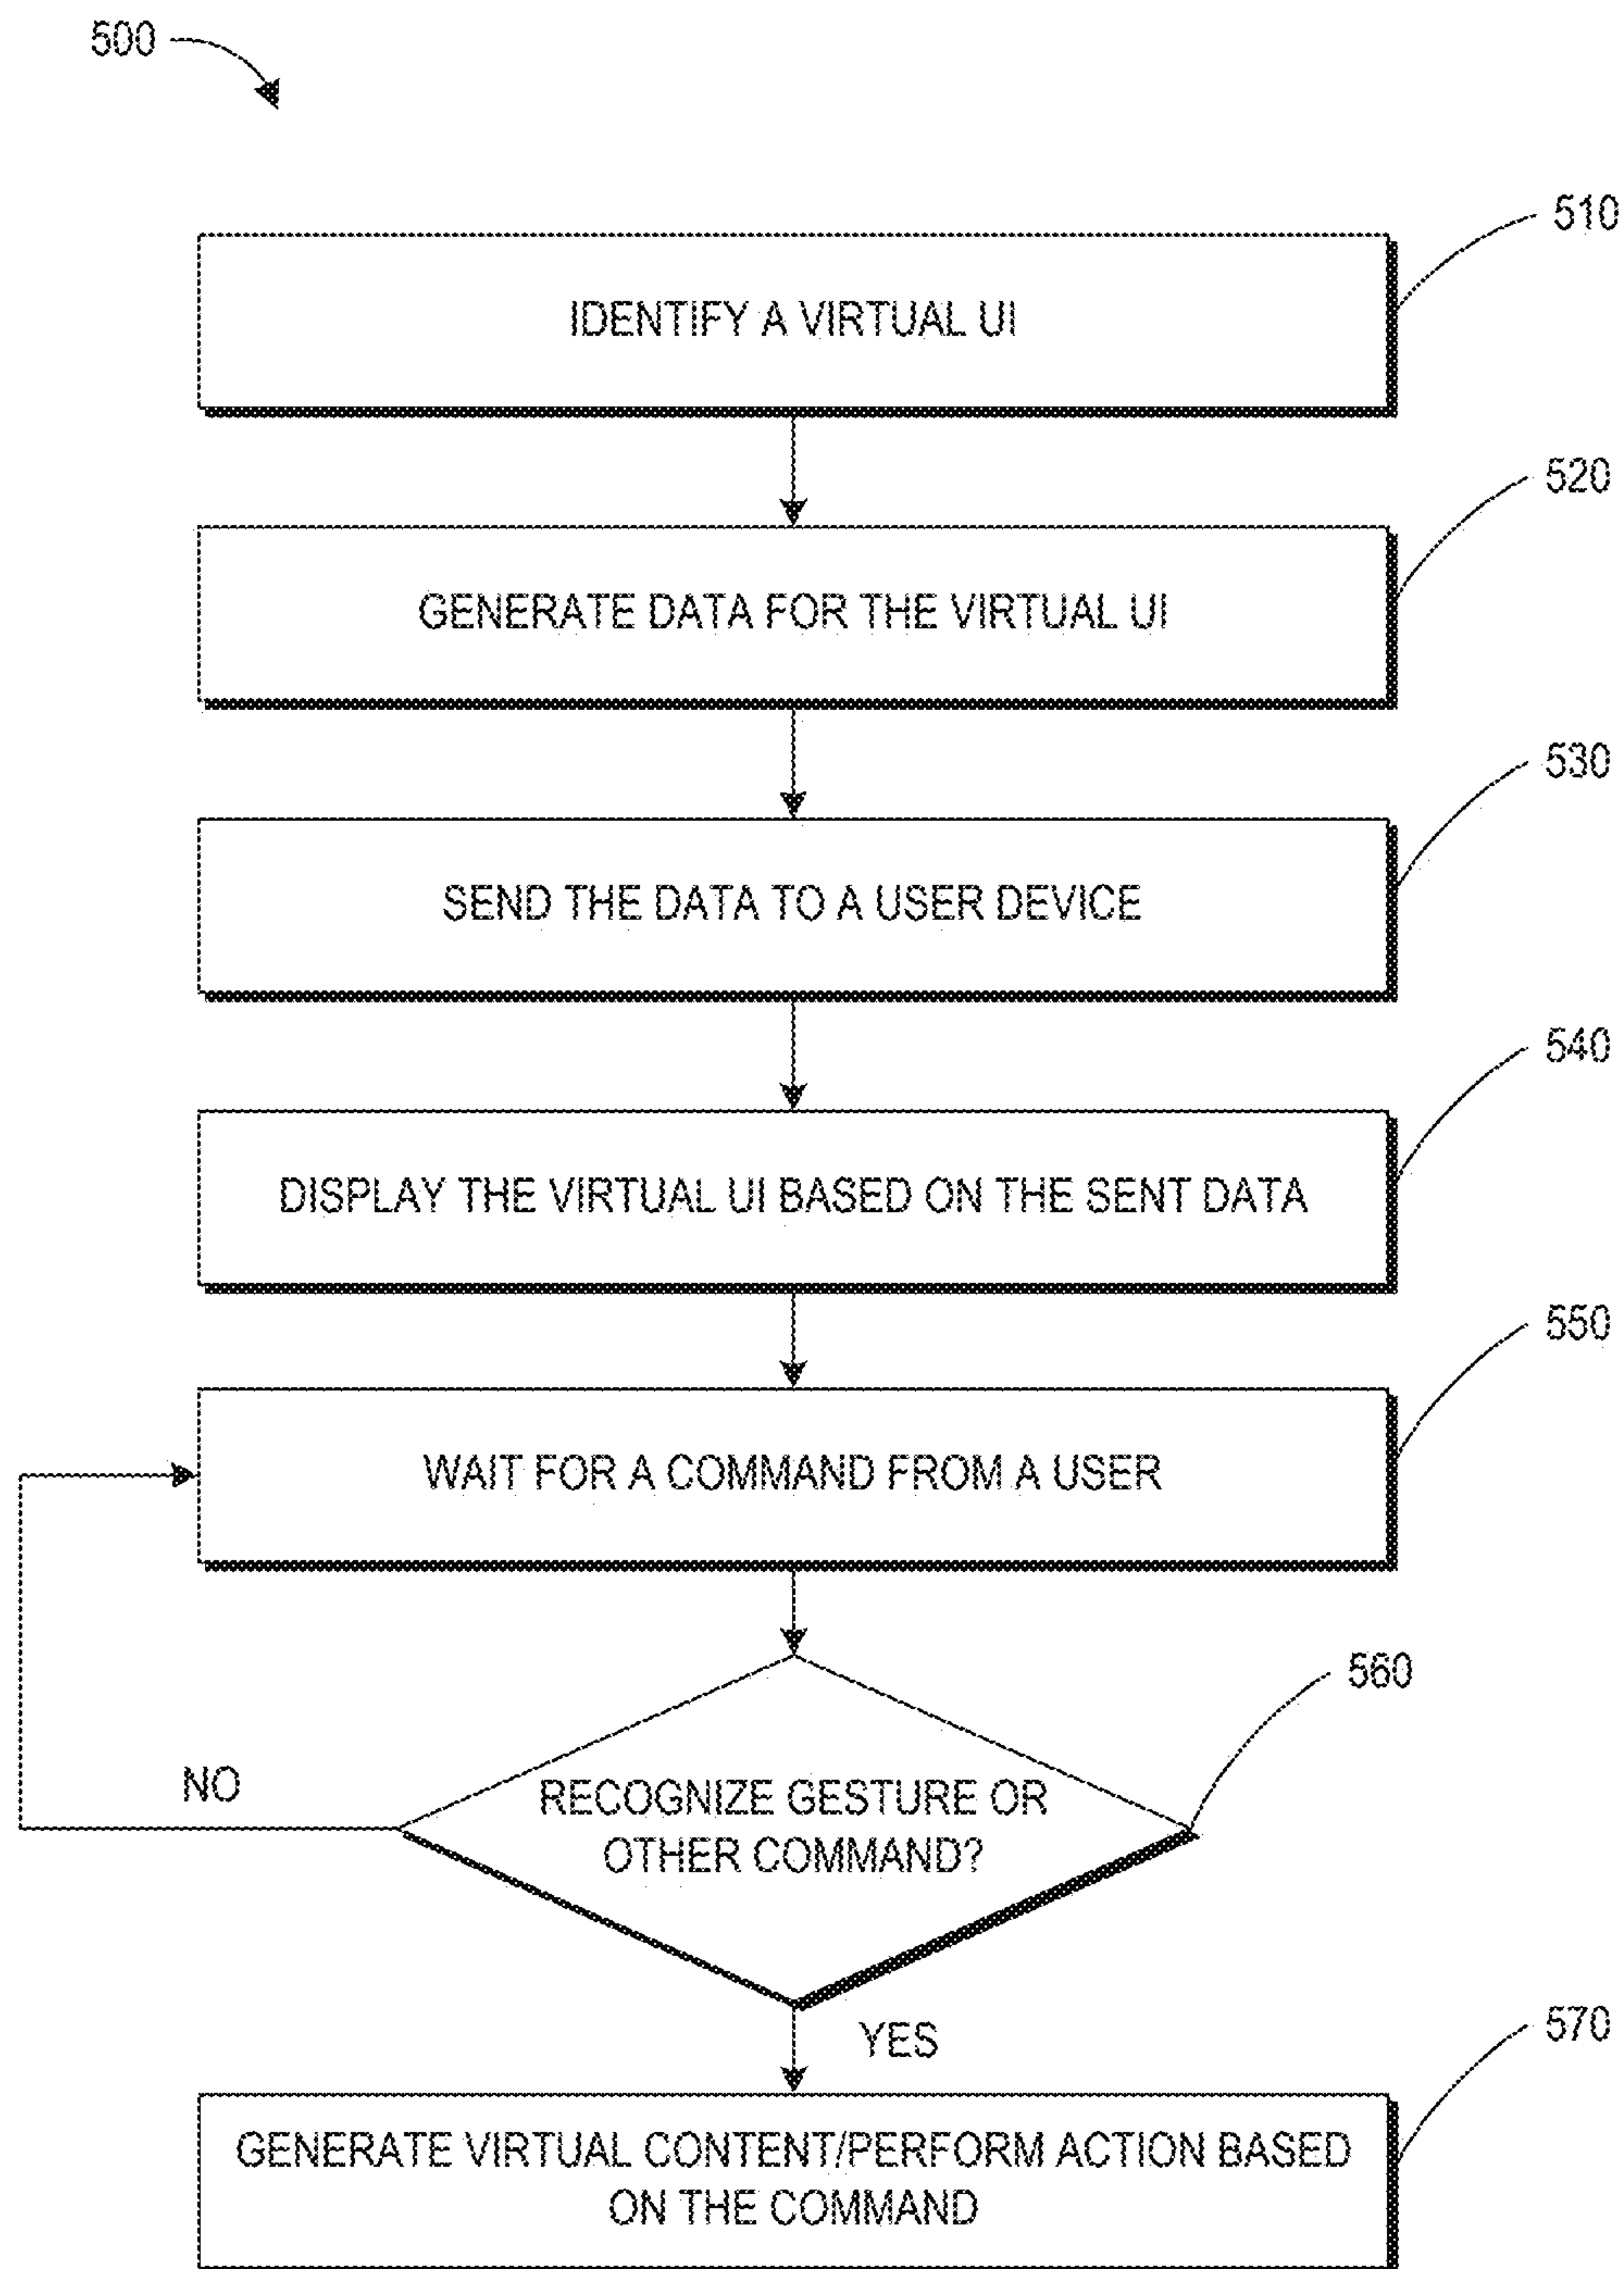 500
510
IDENTIFY A VIRTUAL UI
520
GENERATE DATA FOR THE VIRTUAL UI
530
SEND THE DATA TO A USER DEVICE
540
DISPLAY THE VIRTUAL UI BASED ON THE SENT DATA
550
WAIT FOR A COMMAND FROM A USER
560
NO
RECOGNIZE GESTURE OR
OTHER COMMAND?
YES
570
GENERATE VIRTUAL CONTENT/PERFORM ACTION BASED
ON THE COMMAND